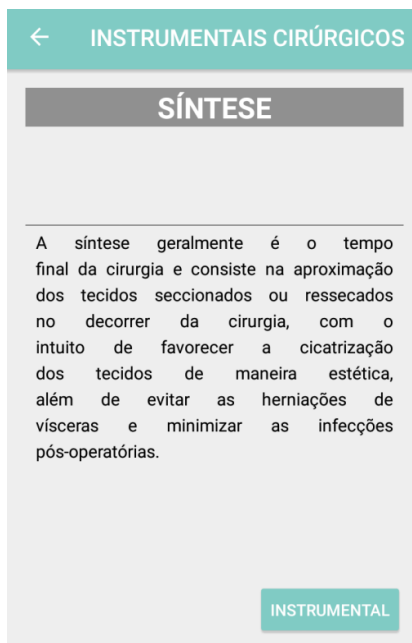 INSTRUMENTAIS CIRÚRGICOS
SÍNTESE
A síntese geralmente é o tempo
final da cirurgia e consiste na aproximação
dos tecidos seccionados ou ressecados
no decorrer da cirurgia, com o
intuito de favorecer a cicatrização
dos tecidos de maneira estética,
além de evitar as herniações de
vísceras e minimizar as infecções
pós-operatórias.
INSTRUMENTAL